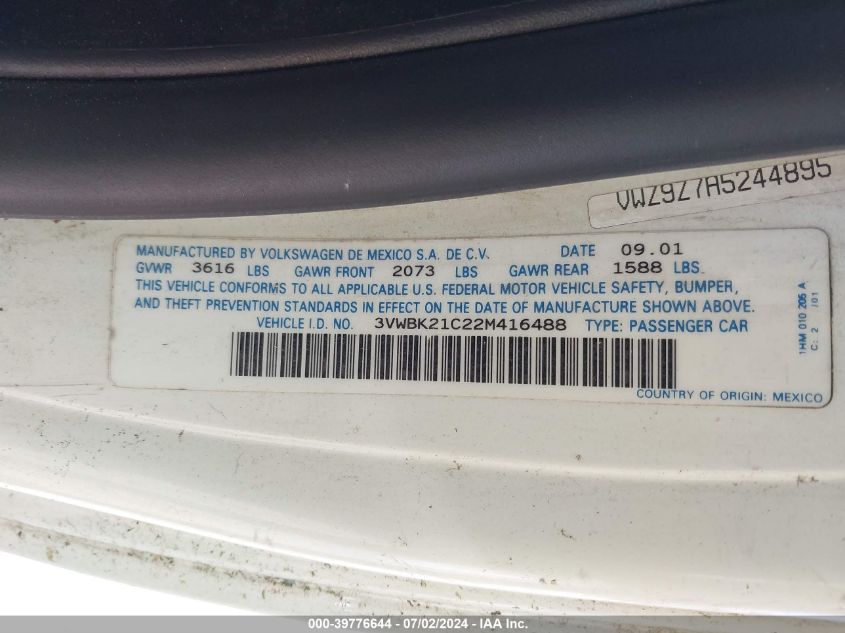 VWZ9Z7A5244895
MANUFACTURED BY VOLKSWAGEN DE MEXICO S.A. DE C.V. DATE 09.01
GVWR 3616 LBS GAWR FRONT 2073 LBS GAWR REAR 1588 LBS
THIS VEHICLE CONFORMS TO ALL APPLICABLE U.S. FEDERAL MOTOR VEHICLE SAFETY, BUMPER,
AND THEFT PREVENTION STANDARDS IN EFFECT ON THE DATE OF MANUFACTURE SHOWN ABOVE.
VEHICLE I.D. NO. 3VWBK21C22M416488 TYPE: PASSENGER CAR
COUNTRY OF ORIGIN: MEXICO
1HM 010 205 A
C: 2 /01
000-39776644 / 07/02/2024 - IAA Inc.